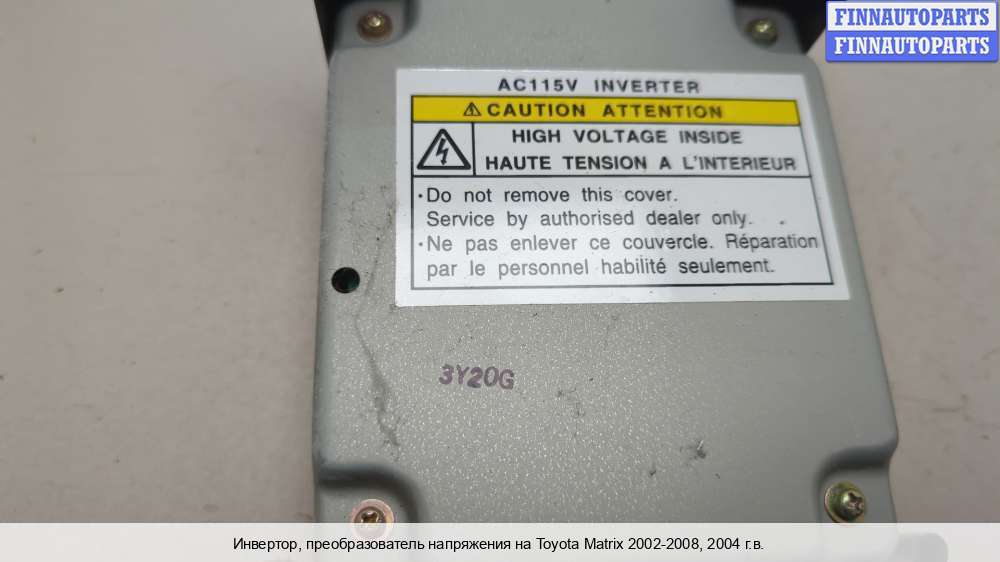 FINNAUTOPARTS
FINNAUTOPARTS
AC115V INVERTER
CAUTION ATTENTION
HIGH VOLTAGE INSIDE
HAUTE TENSION A L'INTERIEUR
·Do not remove this cover.
Service by authorised dealer only.
·Ne pas enlever ce couvercle. Réparation
par le personnel habilité seulement.
3Y20G
Инвертор, преобразователь напряжения на Toyota Matrix 2002-2008, 2004 г.в.